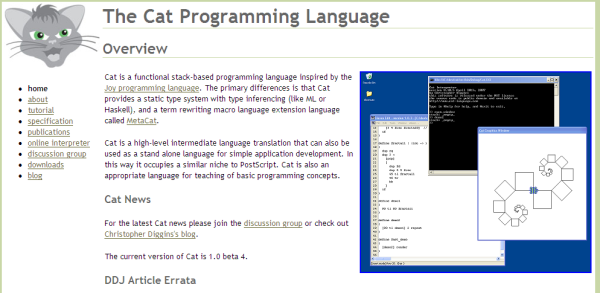 The Cat Programming Language
Overview
home
about
tutorial
specification
publications
online interpreter
discussion group
downloads
blog
Cat is a functional stack-based programming language inspired by the
Joy programming language. The primary differences is that Cat
provides a static type system with type inferencing (like ML or
Haskell), and a term rewriting macro language extension language
called MetaCat.
Cat is a high-level intermediate language translation that can also be
used as a stand alone language for simple application development. In
this way it occupies a similar niche to PostScript. Cat is also an
appropriate language for teaching of basic programming concepts.
Cat News
For the latest Cat news please join the discussion group or check out
Christopher Diggins's blog.
The current version of Cat is 1.0 beta 4.
DDJ Article Errata